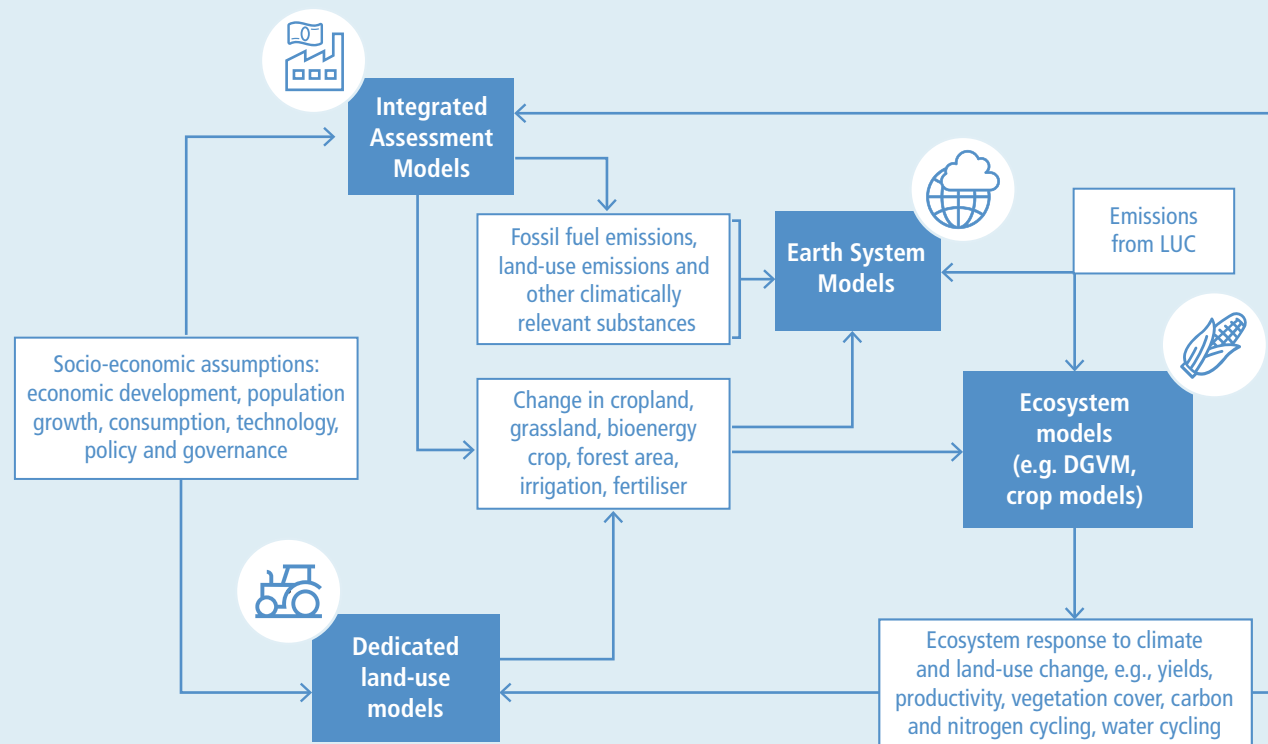 Integrated
Assessment
Models
Fossil fuel emissions,
land-use emissions and
other climatically
relevant substances
Earth System
Models
Emissions
from LUC
Socio-economic assumptions:
economic development, population
growth, consumption, technology,
policy and governance
Change in cropland,
grassland, bioenergy
crop, forest area,
irrigation, fertiliser
Ecosystem
models
(e.g. DGVM,
crop models)
Dedicated
land-use
models
Ecosystem response to climate
and land-use change, e.g., yields,
productivity, vegetation cover, carbon
and nitrogen cycling, water cycling